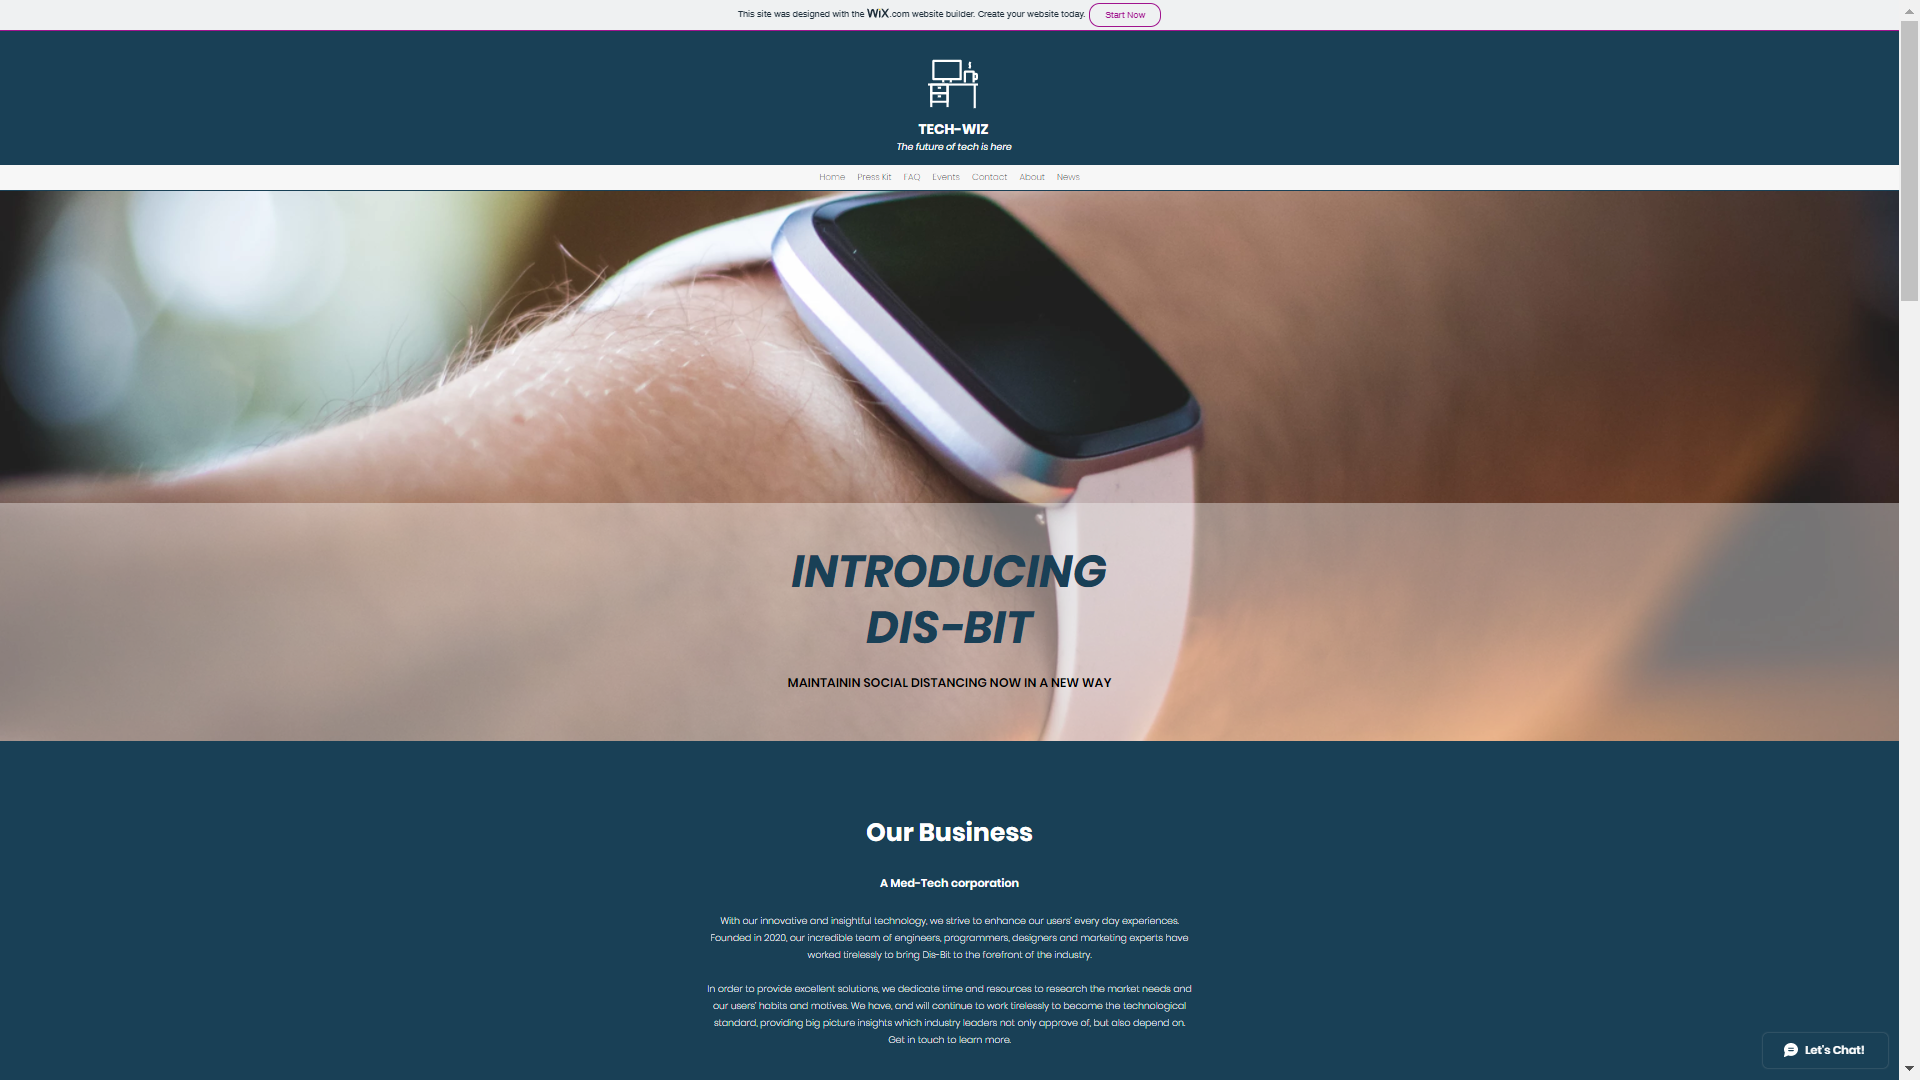 This site was designed with the WiX.com website builder. Create your website today. Start Now
TECH-WIZ
The future of tech is here
Home Press Kit FAQ Events Contact About News
INTRODUCING
DIS-BIT
MAINTAININ SOCIAL DISTANCING NOW IN A NEW WAY
Our Business
A Med-Tech corporation
With our innovative and insightful technology, we strive to enhance our users' every day experiences.
Founded in 2020, our incredible team of engineers, programmers, designers and marketing experts have
worked tirelessly to bring Dis-Bit to the forefront of the industry.
In order to provide excellent solutions, we dedicate time and resources to research the market needs and
our users' habits and motives. We have, and will continue to work tirelessly to become the technological
standard, providing big picture insights which industry leaders not only approve of, but also depend on.
Get in touch to learn more.
Let's Chat!